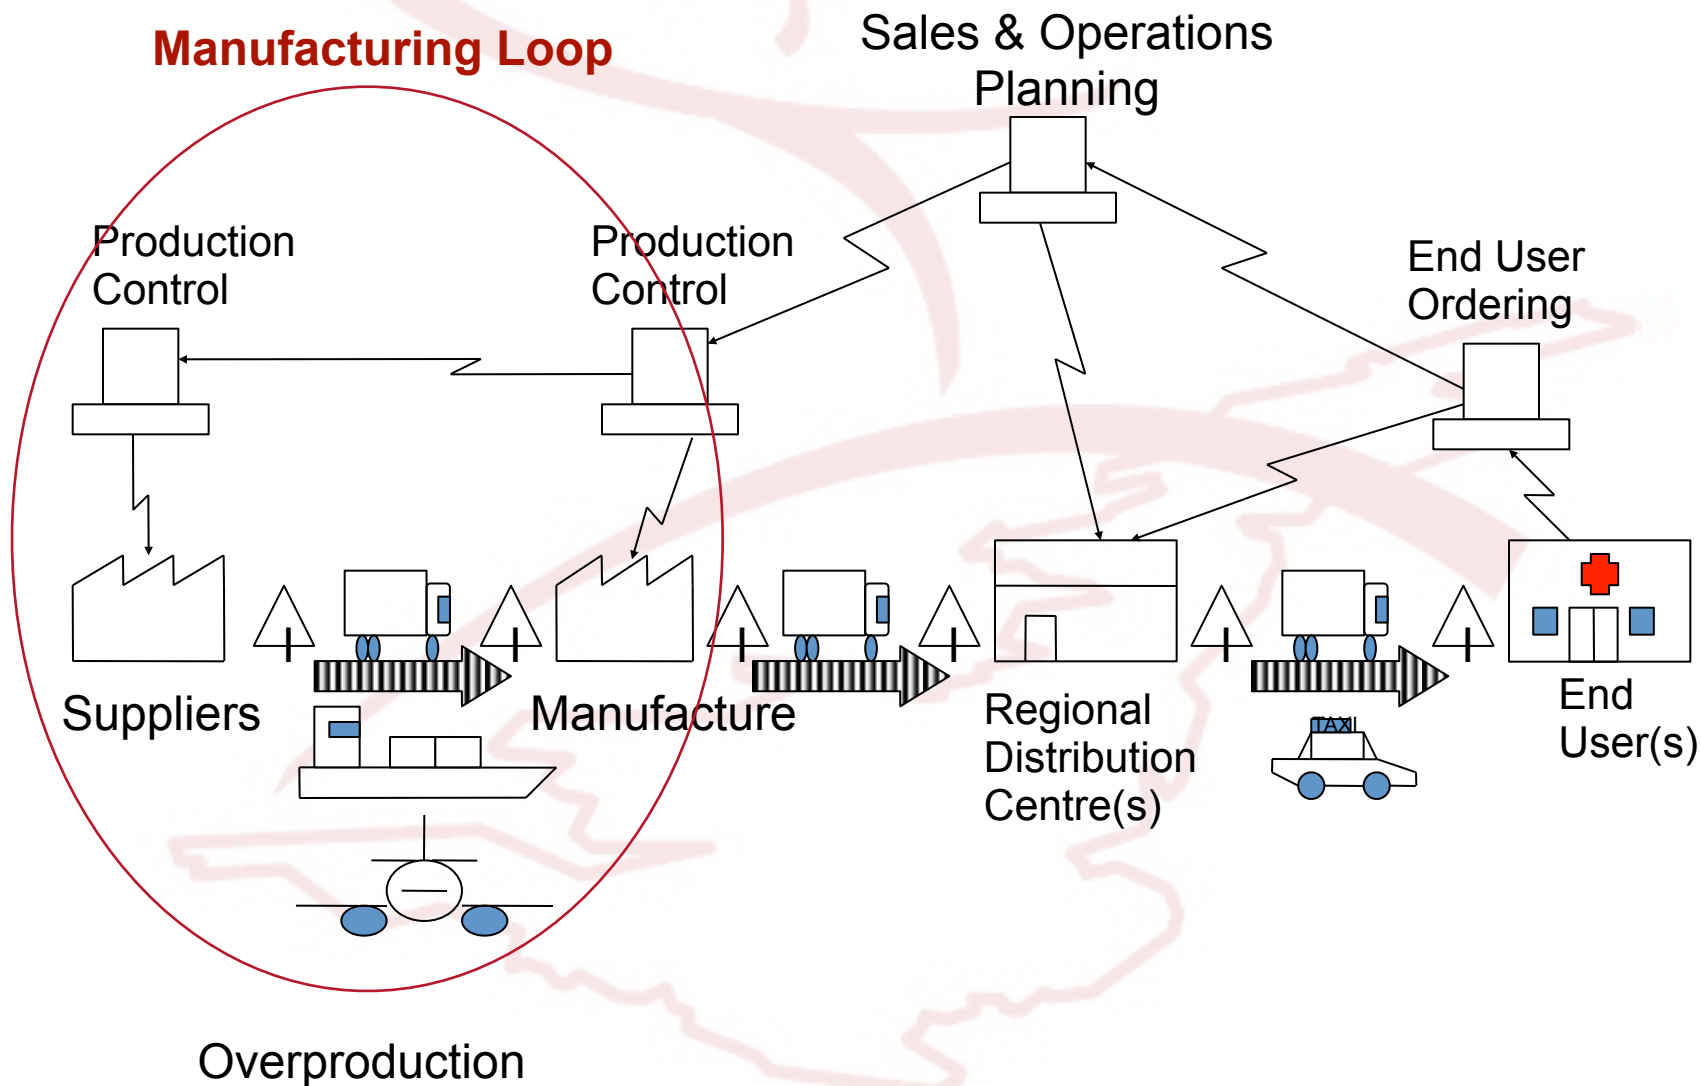 Manufacturing Loop
Sales & Operations
Planning
Production
Control
Production
Control
End User
Ordering
Suppliers
Manufacture
Regional
Distribution
Centre(s)
TAXI
End
User(s)
Overproduction